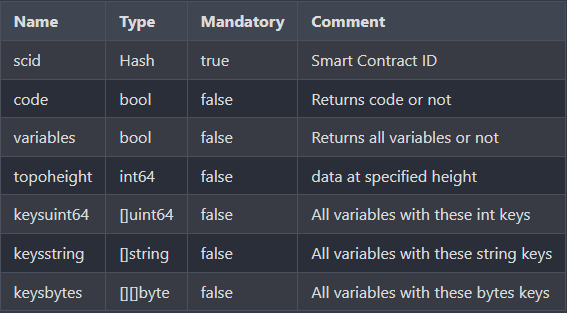 Name Type Mandatory Comment
scid Hash true Smart Contract ID
code bool false Returns code or not
variables bool false Returns all variables or not
topoheight int64 false data at specified height
keysuint64 []uint64 false All variables with these int keys
keysstring []string false All variables with these string keys
keysbytes [][]byte false All variables with these bytes keys